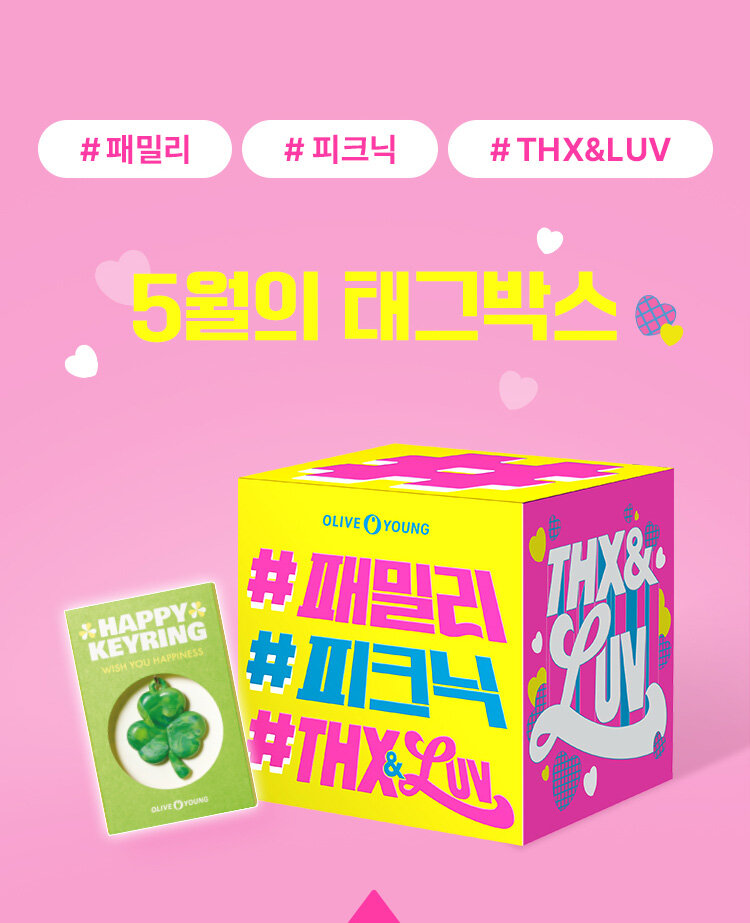 # 패밀리
# 피크닉
# THX&LUV
5월의 태그박스
OLIVE YOUNG
#패밀리
#피크닉
#THX&LUV
THX&
LUV
HAPPY
KEYRING
WISH YOU HAPPINESS
OLIVE YOUNG